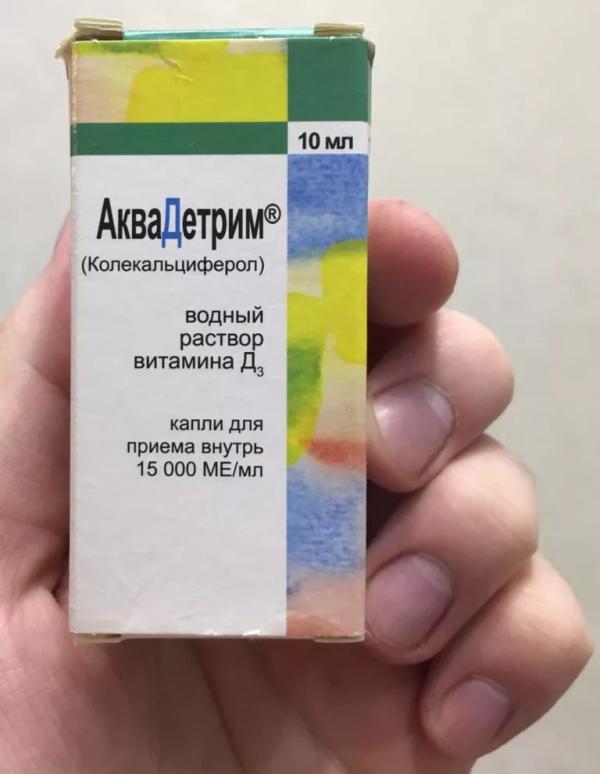 10 мл
АкваДетрим®
(Колекальциферол)
водный
раствор
витамина Д₃
капли для
приема внутрь
15 000 МЕ/мл